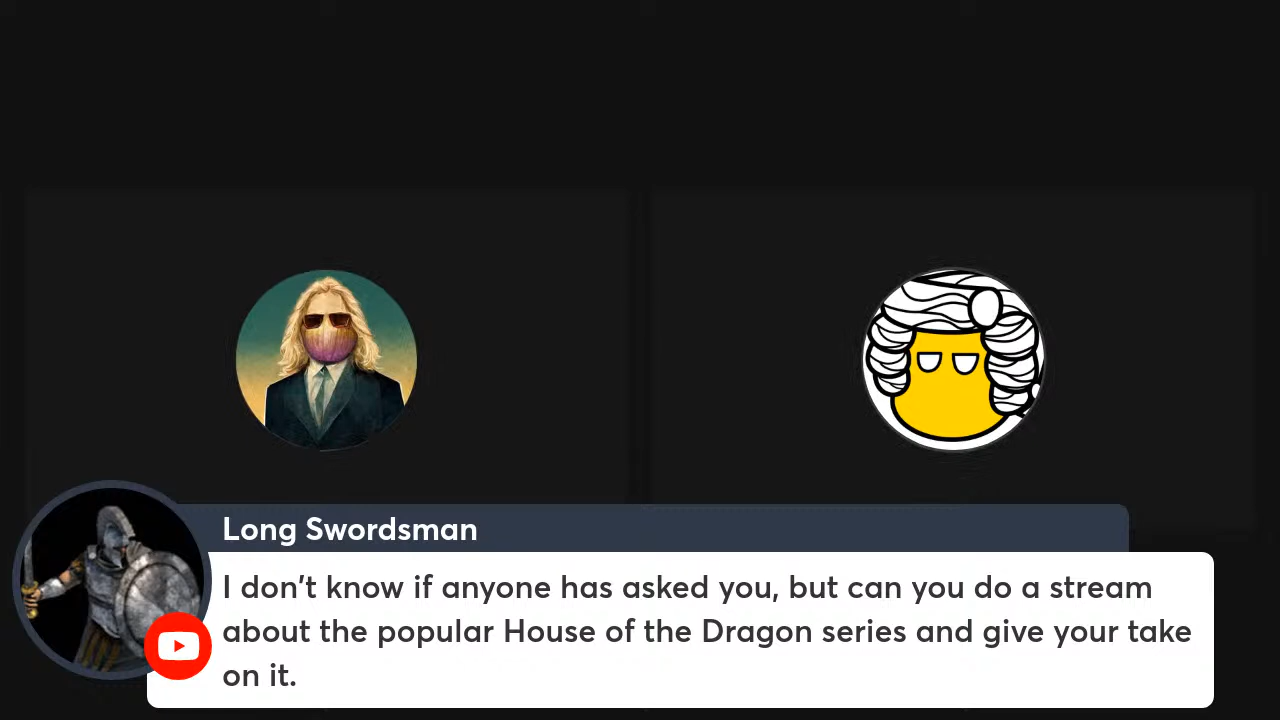 Long Swordsman
I don't know if anyone has asked you, but can you do a stream
about the popular House of the Dragon series and give your take
on it.